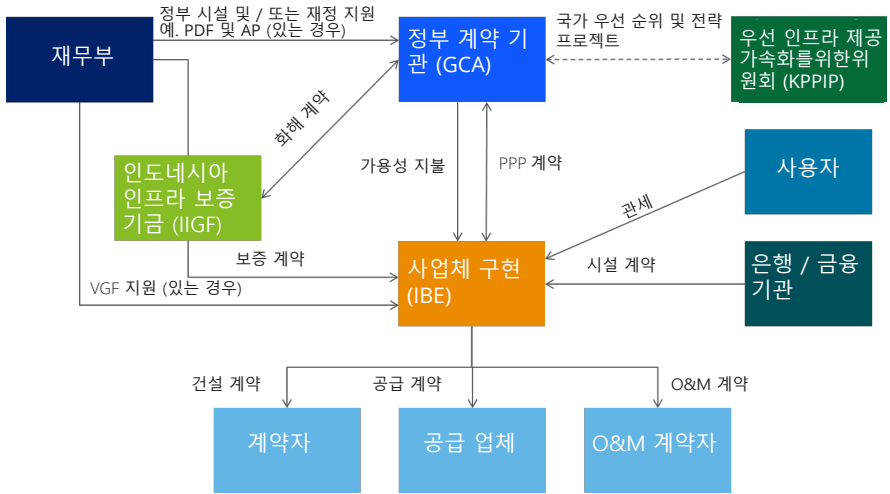 정부 시설 및 / 또는 재정 지원
예. PDF 및 AP (있는 경우)
재무부
정부 계약 기
관 (GCA)
국가 우선 순위 및 전략
프로젝트
우선 인프라 제공
가속화를위한위
원회 (KPPIP)
화해 계약
가용성 지불
PPP 계약
인도네시아
인프라 보증
기금 (IIGF)
사용자
관세
보증 계약
VGF 지원 (있는 경우)
사업체 구현
(IBE)
시설 계약
은행 / 금융
기관
건설 계약
공급 계약
O&M 계약
계약자
공급 업체
O&M 계약자